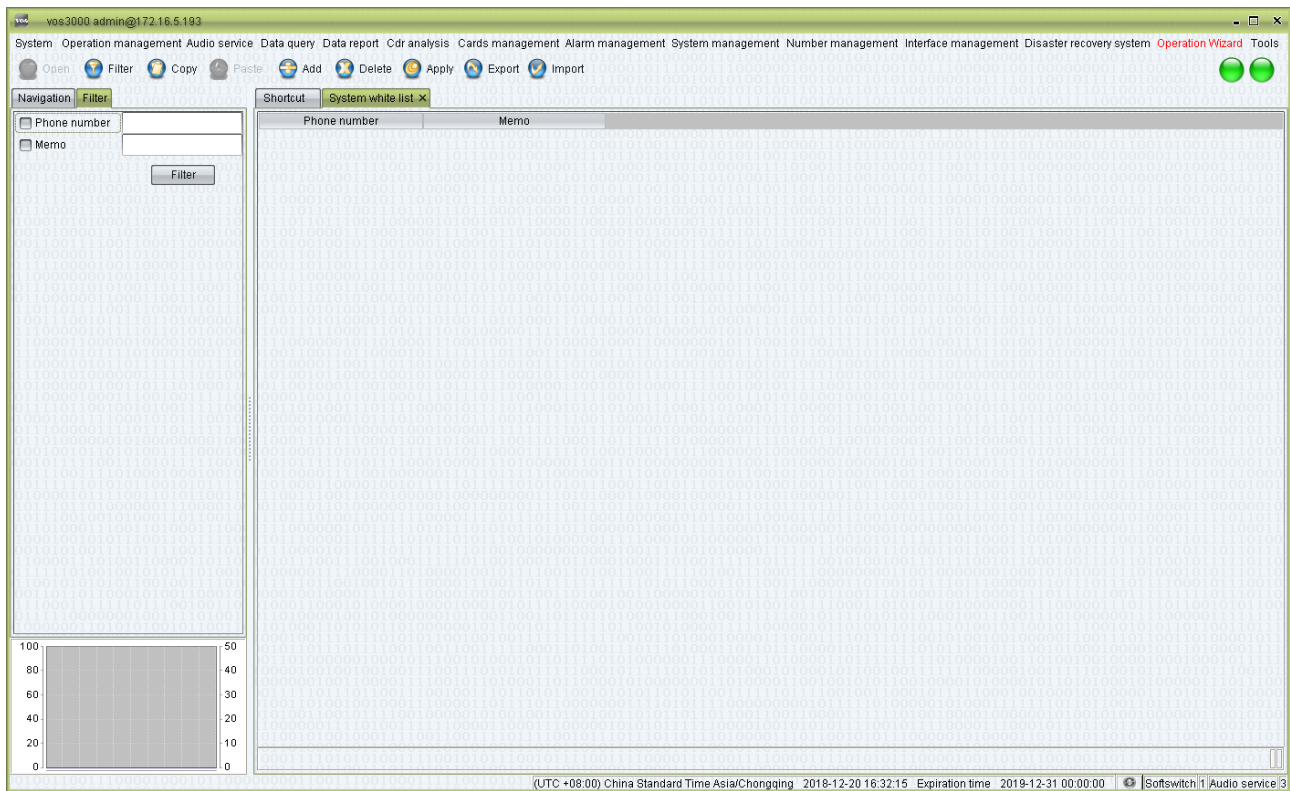 vos vos3000 admin@172.16.5.193
System Operation management Audio service Data query Data report Cdr analysis Cards management Alarm management System management Number management Interface management Disaster recovery system Operation Wizard Tools
Open Filter Copy Paste Add Delete Apply Export Import
Navigation Filter Shortcut System white list
Phone number Phone number Memo
Memo
Filter
100 50
80 40
60 30
40 20
20 10
0 0
(UTC +08:00) China Standard Time Asia/Chongqing 2018-12-20 16:32:15 Expiration time 2019-12-31 00:00:00 Softswitch 1 Audio service 3